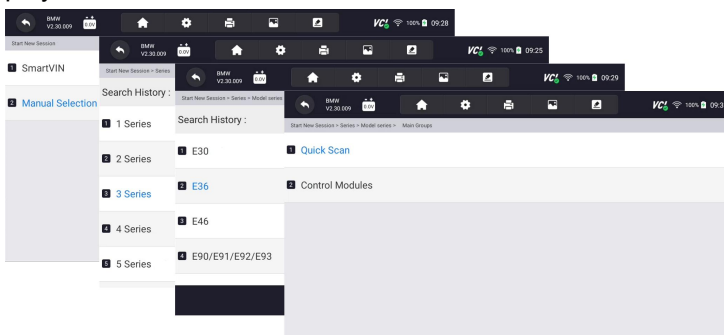 BMW
V2.30.009
0.0V
VC
100%
09:28
Start New Session
1 SmartVIN
2 Manual Selection
BMW
V2.30.009
0.0V
VC
100%
09:25
Start New Session > Series
Search History :
1 1 Series
2 2 Series
3 3 Series
4 4 Series
5 5 Series
BMW
V2.30.009
0.0V
VC
100%
09:29
Start New Session > Series > Model series
Search History :
1 E30
2 E36
3 E46
4 E90/E91/E92/E93
BMW
V2.30.009
0.0V
VC
100%
Start New Session > Series > Model series > Main Groups
1 Quick Scan
2 Control Modules